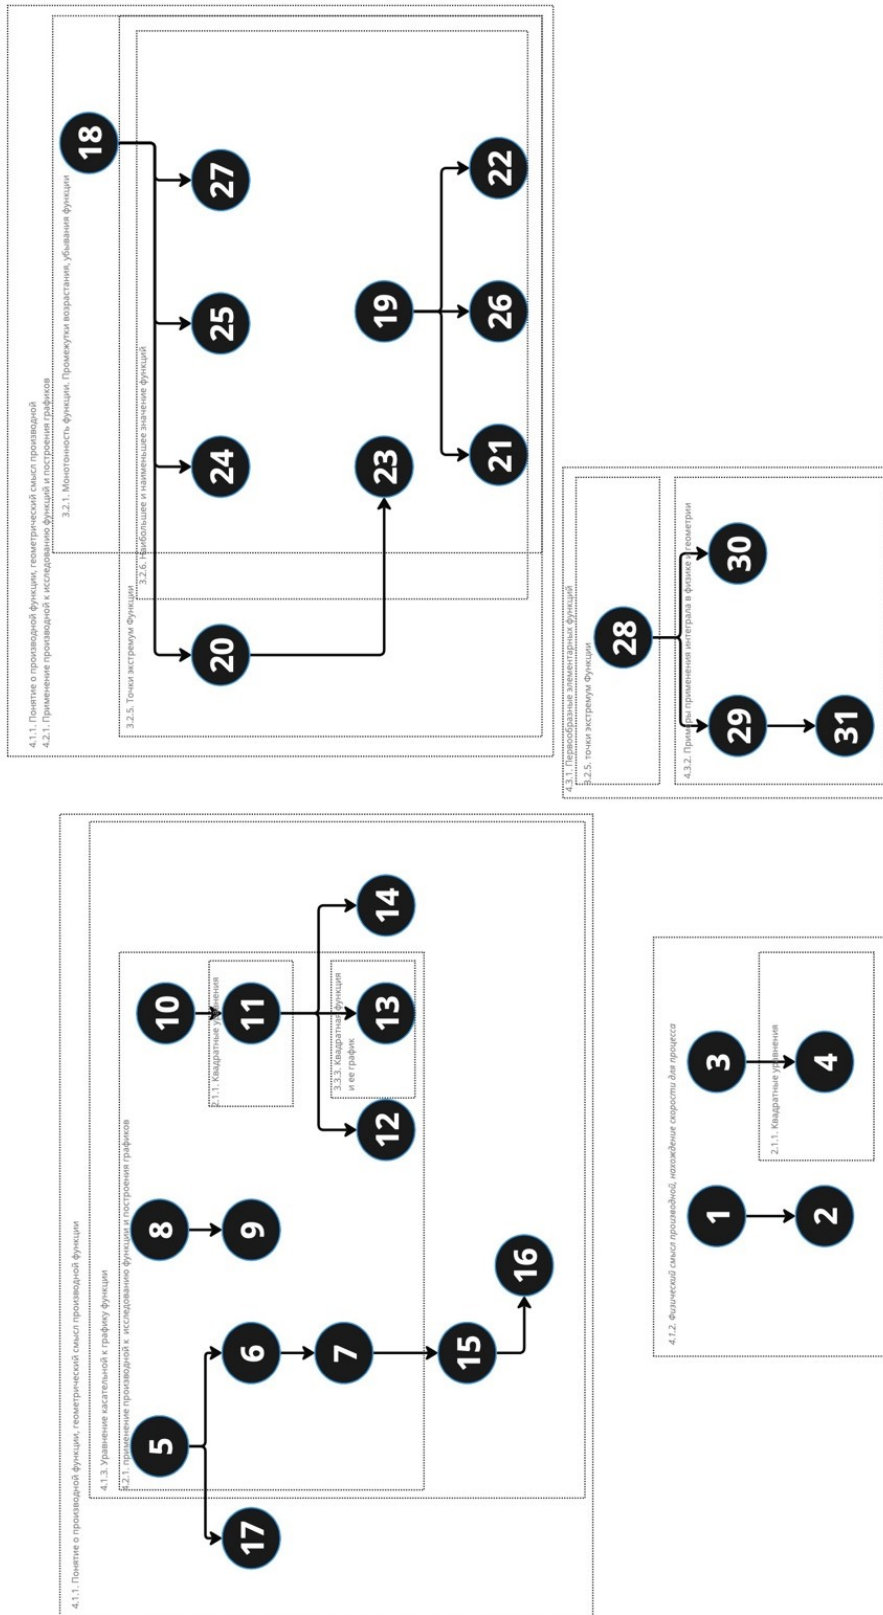 4.1.1. Понятие о производной функции, геометрический смысл производной
4.2.1. Применение производной к исследованию функций и построения графиков
3.2.1. Монотонность функции. Промежутки возрастания, убывания функции
18
3.2.5. Точки экстремум Функции
3.2.6. Наибольшее и наименьшее значение функций
20
24
25
27
23
19
21
26
22
4.3.1. Первообразные элементарных функций
3.2.5. точки экстремум Функции
28
4.3.2. Примеры применения интеграла в физике и геометрии
29
30
31
4.1.1. Понятие о производной функции, геометрический смысл производной функции
4.1.3. Уравнение касательной к графику функции
4.2.1. применение производной к исследованию функции и построения графиков
5
8
10
2.1.1. Квадратные уравнения
17
6
9
11
3.3.3. Квадратная функция
и ее график
7
12
13
14
15
16
4.1.2. Физический смысл производной, нахождение скорости для процесса
1
3
2.1.1. Квадратные уравнения
2
4